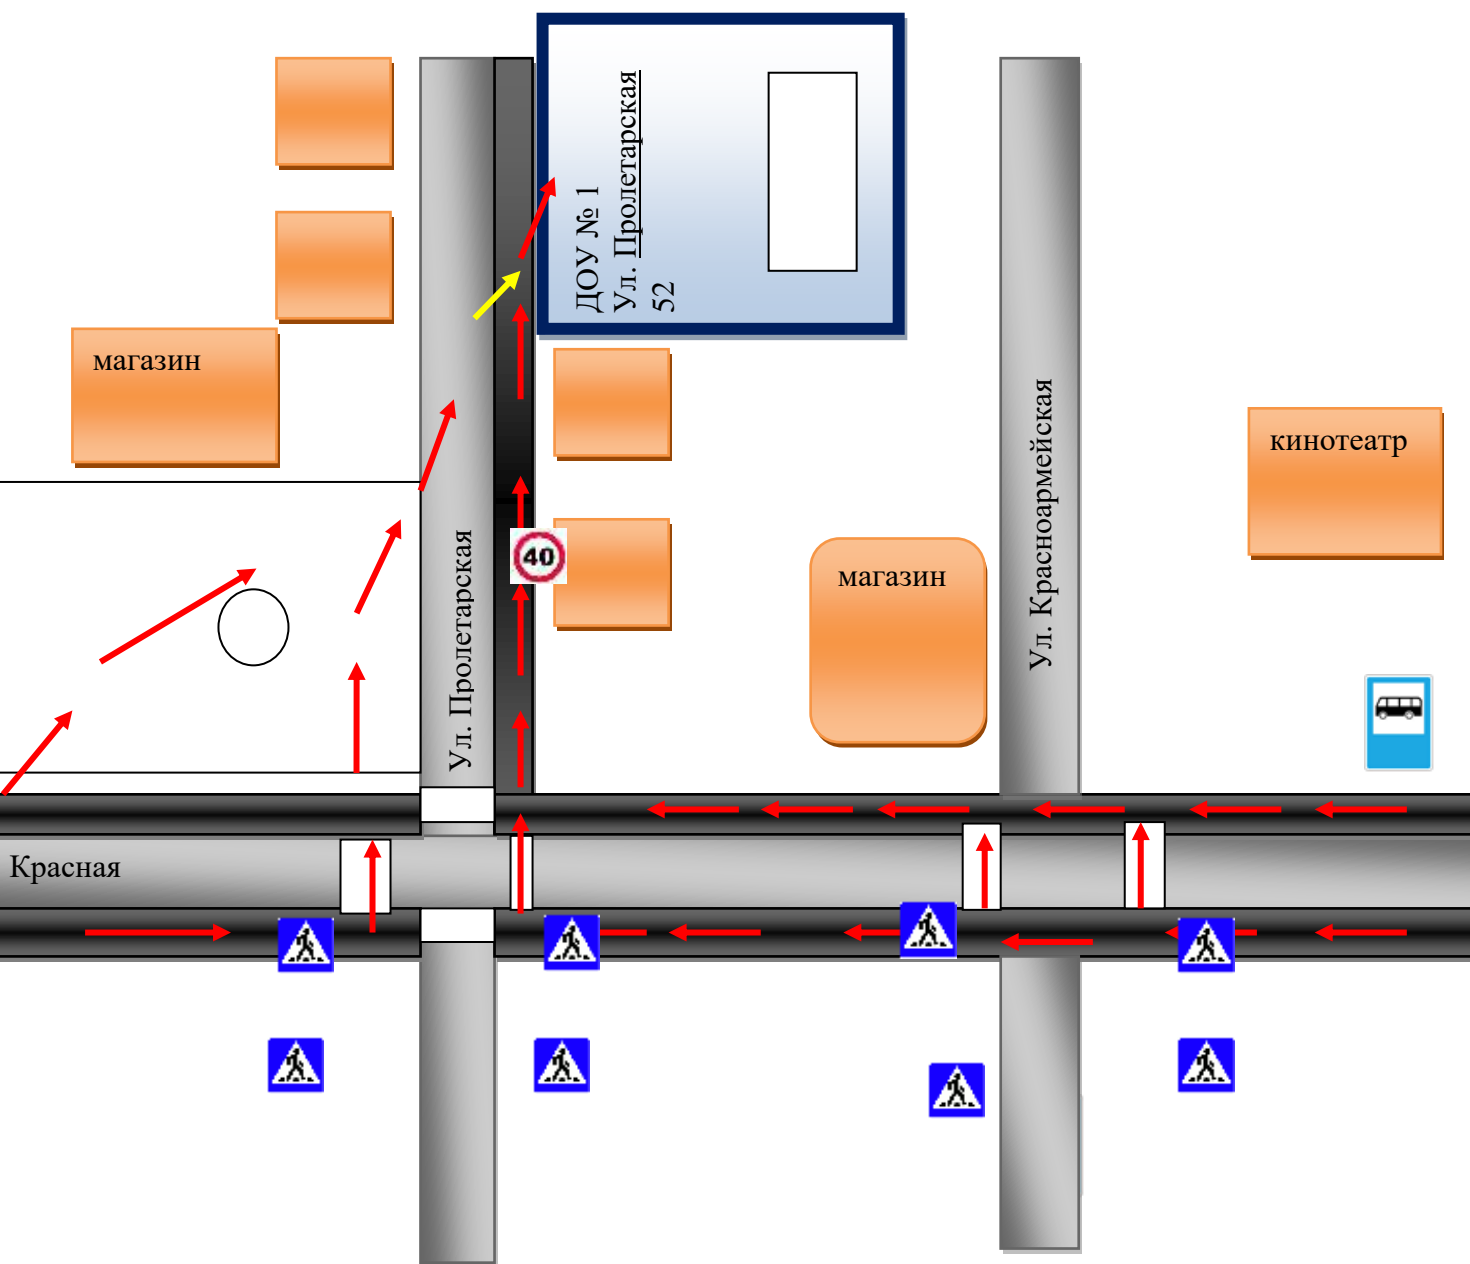 ДОУ № 1
Ул. Пролетарская
52
магазин
кинотеатр
Ул. Красноармейская
40
магазин
Ул. Пролетарская
Красная